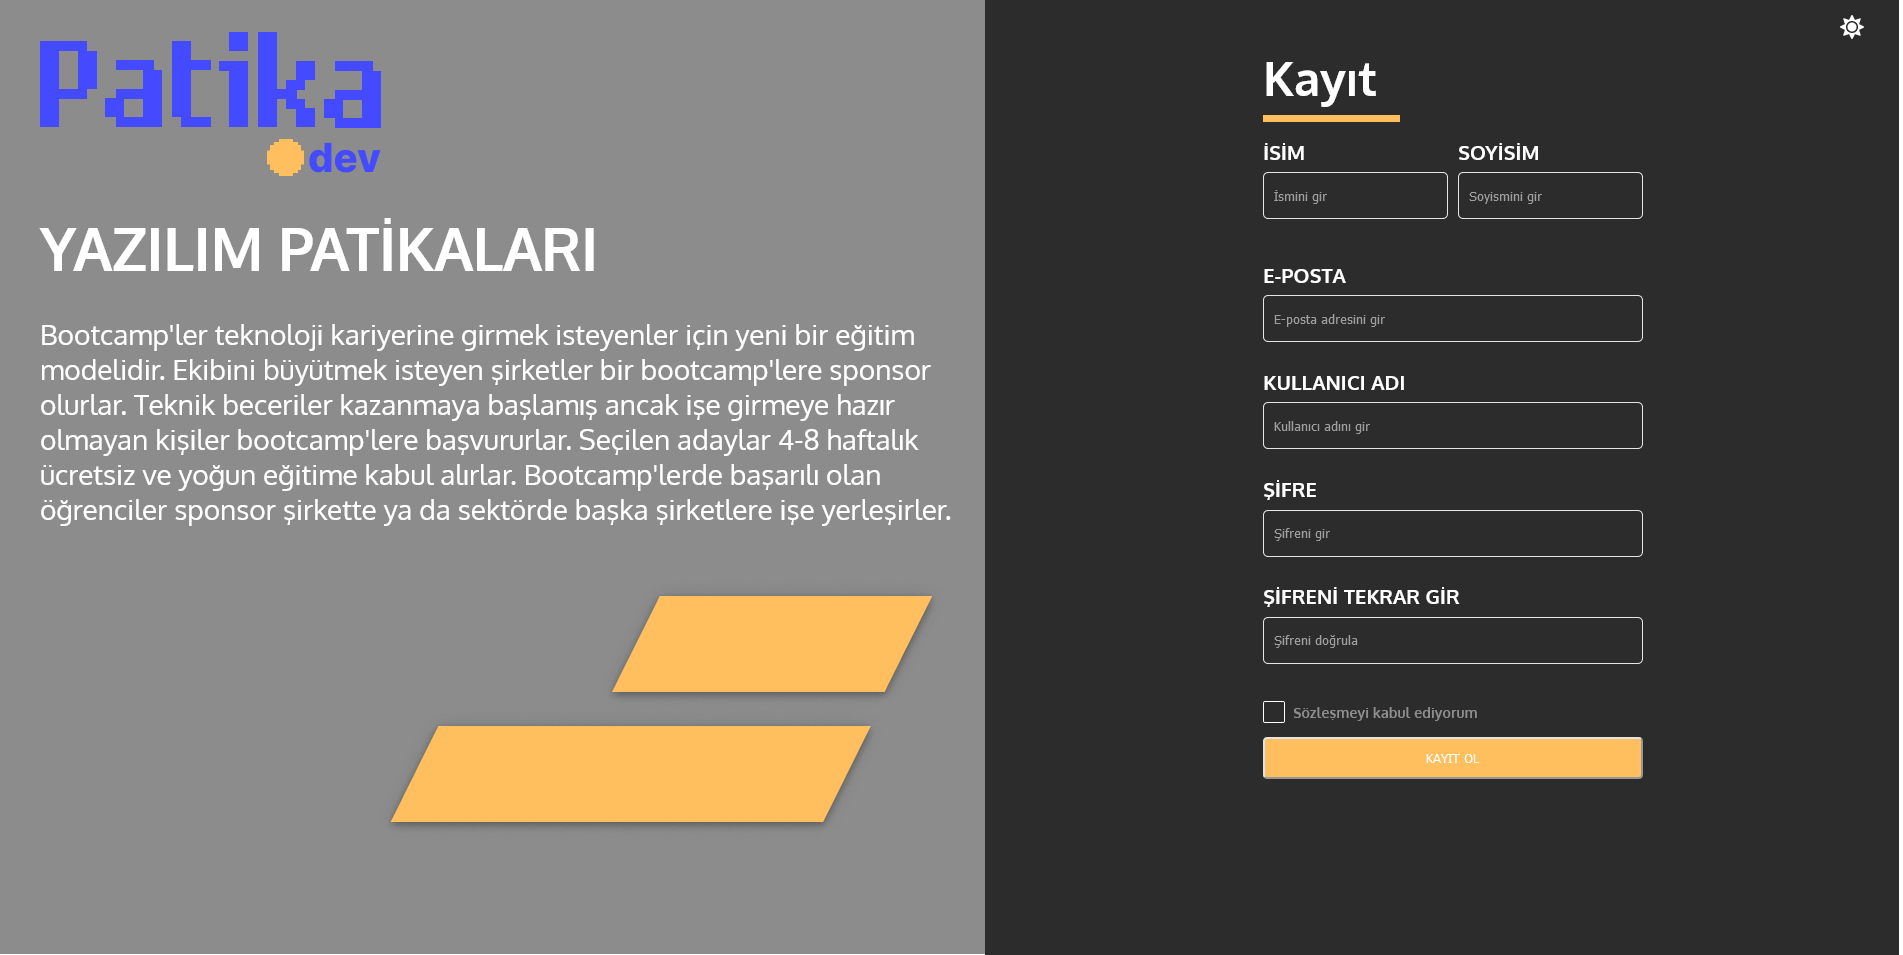 Patika
dev
YAZILIM PATİKALARI
Bootcamp'ler teknoloji kariyerine girmek isteyenler için yeni bir eğitim
modelidir. Ekibini büyütmek isteyen şirketler bir bootcamp'lere sponsor
olurlar. Teknik beceriler kazanmaya başlamış ancak işe girmeye hazır
olmayan kişiler bootcamp'lere başvururlar. Seçilen adaylar 4-8 haftalık
ücretsiz ve yoğun eğitime kabul alırlar. Bootcamp'lerde başarılı olan
öğrenciler sponsor şirkette ya da sektörde başka şirketlere işe yerleşirler.
Kayıt
İSİM SOYİSİM
İsmini gir Soyismini gir
E-POSTA
E-posta adresini gir
KULLANICI ADI
Kullanıcı adını gir
ŞİFRE
Şifreni gir
ŞİFRENİ TEKRAR GİR
Şifreni doğrula
Sözleşmeyi kabul ediyorum
KAYIT OL